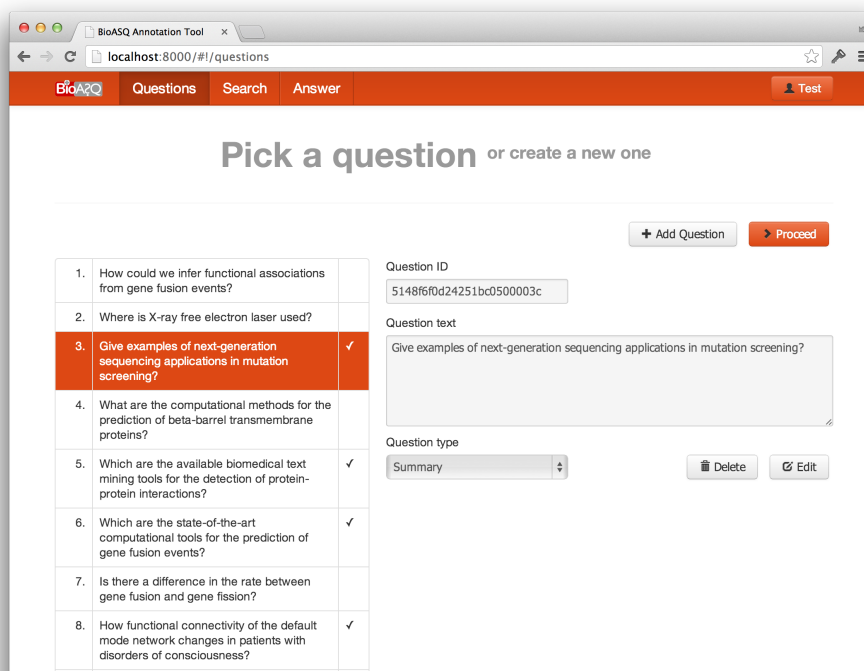 BioASQ Annotation Tool
localhost:8000/#!/questions
BioASQ Questions Search Answer Test
Pick a question or create a new one
Add Question Proceed
1. How could we infer functional associations
from gene fusion events?
2. Where is X-ray free electron laser used?
3. Give examples of next-generation ✓
sequencing applications in mutation
screening?
4. What are the computational methods for the
prediction of beta-barrel transmembrane
proteins?
5. Which are the available biomedical text ✓
mining tools for the detection of protein-
protein interactions?
6. Which are the state-of-the-art ✓
computational tools for the prediction of
gene fusion events?
7. Is there a difference in the rate between
gene fusion and gene fission?
8. How functional connectivity of the default ✓
mode network changes in patients with
disorders of consciousness?
Question ID
5148f6f0d24251bc0500003c
Question text
Give examples of next-generation sequencing applications in mutation screening?
Question type
Summary
Delete Edit